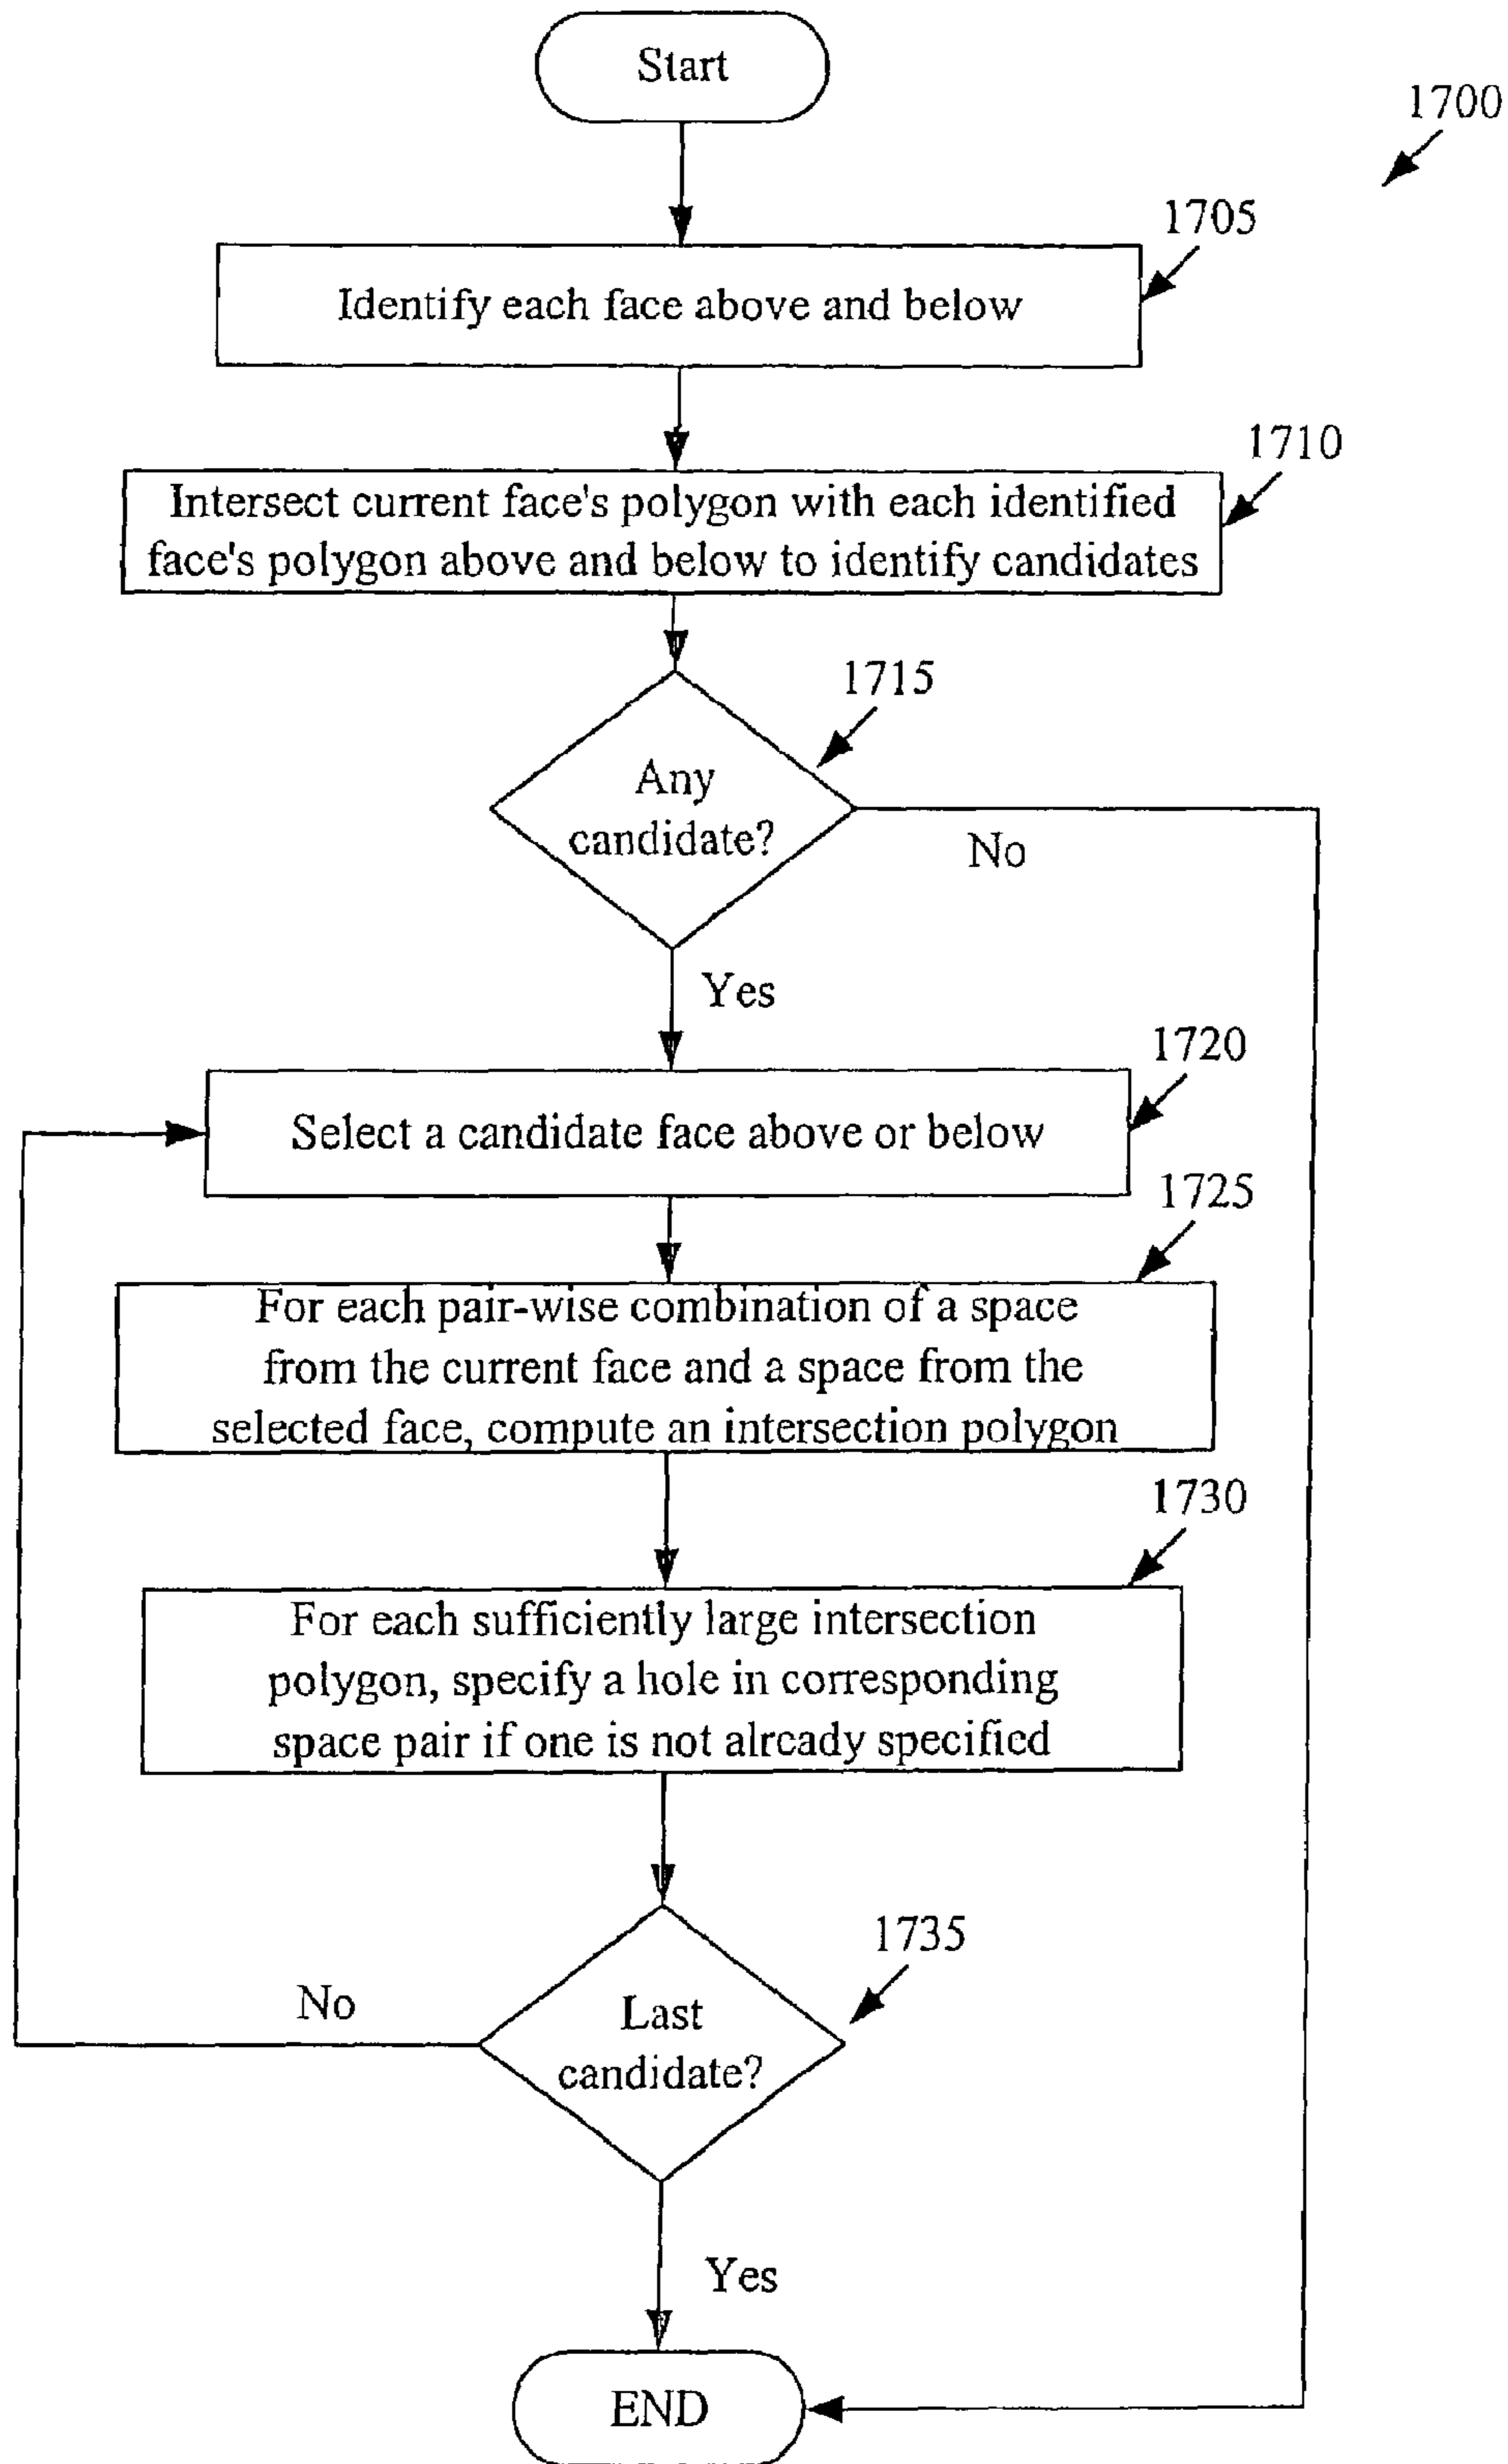 Start
1700
1705
Identify each face above and below
1710
Intersect current face's polygon with each identified
face's polygon above and below to identify candidates
1715
Any
candidate?
No
Yes
1720
Select a candidate face above or below
1725
For each pair-wise combination of a space
from the current face and a space from the
selected face, compute an intersection polygon
1730
For each sufficiently large intersection
polygon, specify a hole in corresponding
space pair if one is not already specified
1735
No
Last
candidate?
Yes
END